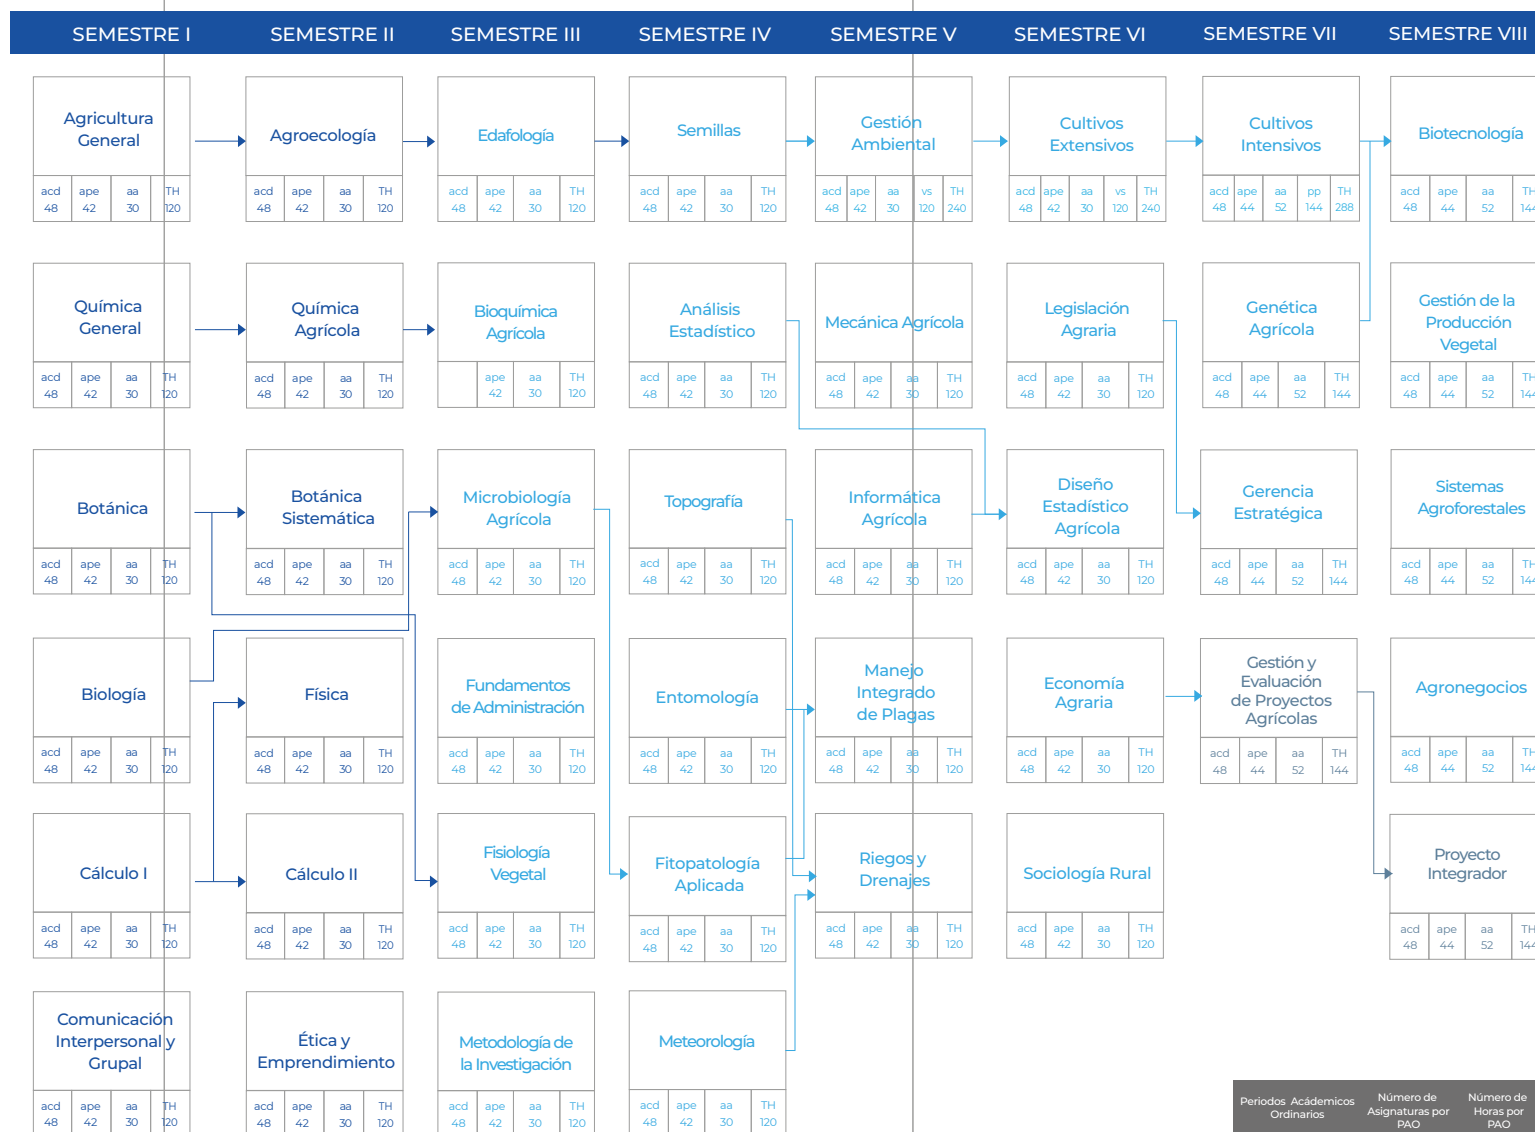 SEMESTRE I SEMESTRE II SEMESTRE III SEMESTRE IV SEMESTRE V SEMESTRE VI SEMESTRE VII SEMESTRE VIII
Agricultura
General
acd ape aa TH
48 42 30 120
Agroecología
acd ape aa TH
48 42 30 120
Edafología
acd ape aa TH
48 42 30 120
Semillas
acd ape aa TH
48 42 30 120
Gestión
Ambiental
acd ape aa vs TH
48 42 30 120 240
Cultivos
Extensivos
acd ape aa vs TH
48 42 30 120 240
Cultivos
Intensivos
acd ape aa pp TH
48 44 52 144 288
Biotecnología
acd ape aa TH
48 44 52 144
Química
General
acd ape aa TH
48 42 30 120
Química
Agrícola
acd ape aa TH
48 42 30 120
Bioquímica
Agrícola
ape aa TH
42 30 120
Análisis
Estadístico
acd ape aa TH
48 42 30 120
Mecánica Agrícola
acd ape aa TH
48 42 30 120
Legislación
Agraria
acd ape aa TH
48 42 30 120
Genética
Agrícola
acd ape aa TH
48 44 52 144
Gestión de la
Producción
Vegetal
acd ape aa TH
48 44 52 144
Botánica
acd ape aa TH
48 42 30 120
Botánica
Sistemática
acd ape aa TH
48 42 30 120
Microbiología
Agrícola
acd ape aa TH
48 42 30 120
Topografía
acd ape aa TH
48 42 30 120
Informática
Agrícola
acd ape aa TH
48 42 30 120
Diseño
Estadístico
Agrícola
acd ape aa TH
48 42 30 120
Gerencia
Estratégica
acd ape aa TH
48 44 52 144
Sistemas
Agroforestales
acd ape aa TH
48 44 52 144
Biología
acd ape aa TH
48 42 30 120
Física
acd ape aa TH
48 42 30 120
Fundamentos
de Administración
acd ape aa TH
48 42 30 120
Entomología
acd ape aa TH
48 42 30 120
Manejo
Integrado
de Plagas
acd ape aa TH
48 42 30 120
Economía
Agraria
acd ape aa TH
48 42 30 120
Gestión y
Evaluación
de Proyectos
Agrícolas
acd ape aa TH
48 44 52 144
Agronegocios
acd ape aa TH
48 44 52 144
Cálculo I
acd ape aa TH
48 42 30 120
Cálculo II
acd ape aa TH
48 42 30 120
Fisiología
Vegetal
acd ape aa TH
48 42 30 120
Fitopatología
Aplicada
acd ape aa TH
48 42 30 120
Riegos y
Drenajes
acd ape aa TH
48 42 30 120
Sociología Rural
acd ape aa TH
48 42 30 120
Proyecto
Integrador
acd ape aa TH
48 44 52 144
Comunicación
Interpersonal y
Grupal
acd ape aa TH
48 42 30 120
Ética y
Emprendimiento
acd ape aa TH
48 42 30 120
Metodología de
la Investigación
acd ape aa TH
48 42 30 120
Meteorología
acd ape aa TH
48 42 30 120
Periodos Acádemicos
Ordinarios
Número de
Asignaturas por
PAO
Número de
Horas por
PAO